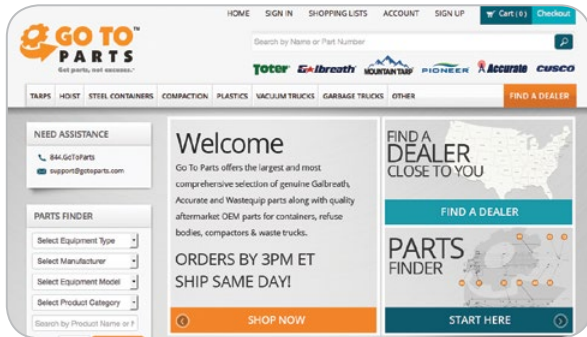 HOME SIGN IN SHOPPING LISTS ACCOUNT SIGN UP Cart (0) Checkout
GO TO™
PARTS
Get parts, not excuses.
Search by Name or Part Number
Toter Galbreath MOUNTAIN TARP PIONEER Accurate CUSCO
TARPS HOIST STEEL CONTAINERS COMPACTION PLASTICS VACUUM TRUCKS GARBAGE TRUCKS OTHER FIND A DEALER
NEED ASSISTANCE
844.GoToParts
support@gotoparts.com
PARTS FINDER
Select Equipment Type
Select Manufacturer
Select Equipment Model
Select Product Category
Search by Product Name or
Welcome
Go To Parts offers the largest and most
comprehensive selection of genuine Galbreath,
Accurate and Wastequip parts along with quality
aftermarket OEM parts for containers, refuse
bodies, compactors & waste trucks.
ORDERS BY 3PM ET
SHIP SAME DAY!
SHOP NOW
FIND A
DEALER
CLOSE TO YOU
FIND A DEALER
PARTS
FINDER
START HERE